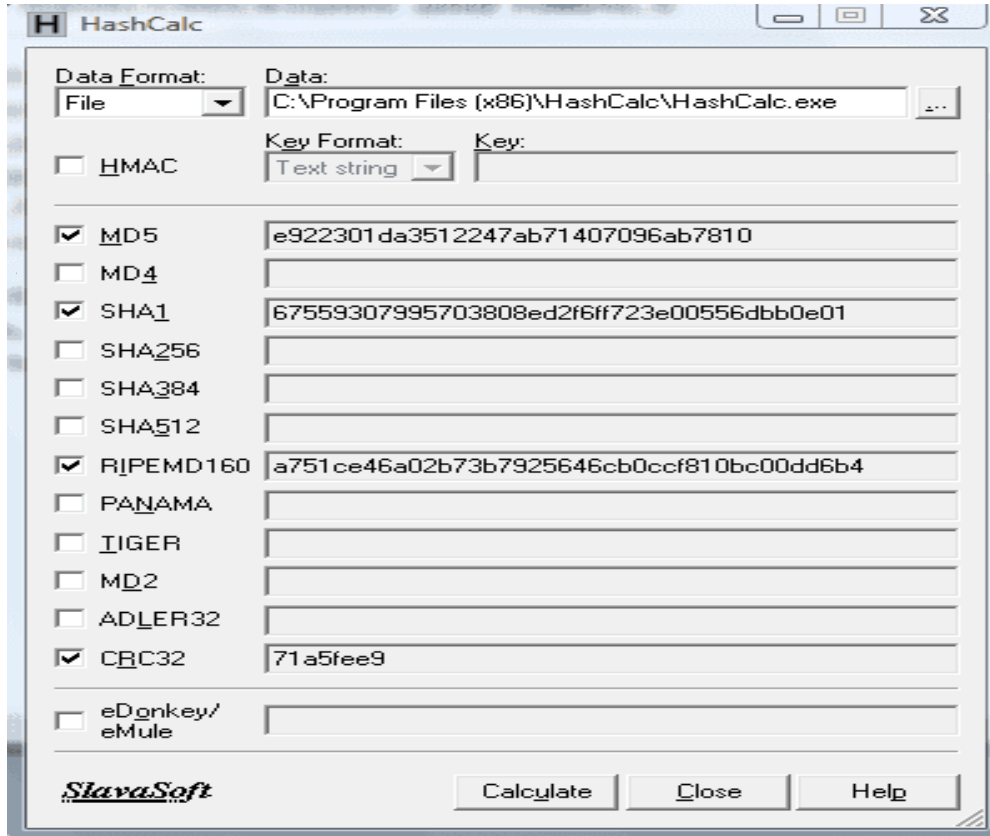 HashCalc
Data Format: Data:
File C:\Program Files (x86)\HashCalc\HashCalc.exe ...
Key Format: Key:
HMAC Text string
MD5 e922301da3512247ab71407096ab7810
MD4
SHA1 67559307995703808ed2f6ff723e00556dbb0e01
SHA256
SHA384
SHA512
RIPEMD160 a751ce46a02b73b7925646cb0ccf810bc00dd6b4
PANAMA
TIGER
MD2
ADLER32
CRC32 71a5fee9
eDonkey/
eMule
SlavaSoft Calculate Close Help